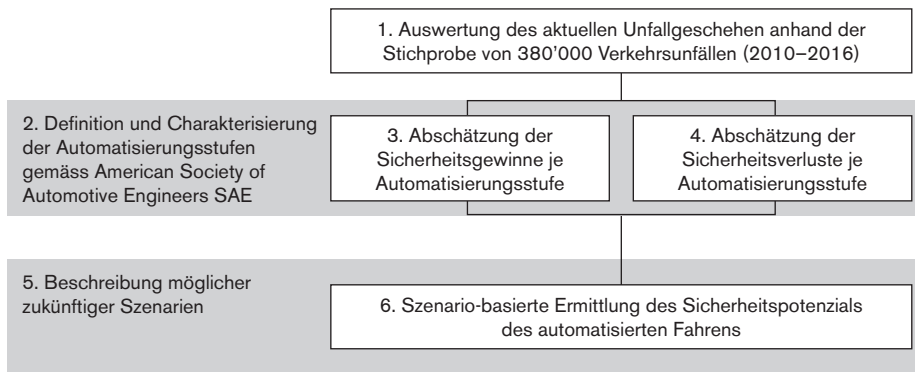 1. Auswertung des aktuellen Unfallgeschehen anhand der
Stichprobe von 380'000 Verkehrsunfällen (2010–2016)
2. Definition und Charakterisierung
der Automatisierungsstufen
gemäss American Society of
Automotive Engineers SAE
3. Abschätzung der
Sicherheitsgewinne je
Automatisierungsstufe
4. Abschätzung der
Sicherheitsverluste je
Automatisierungsstufe
5. Beschreibung möglicher
zukünftiger Szenarien
6. Szenario-basierte Ermittlung des Sicherheitspotenzials
des automatisierten Fahrens